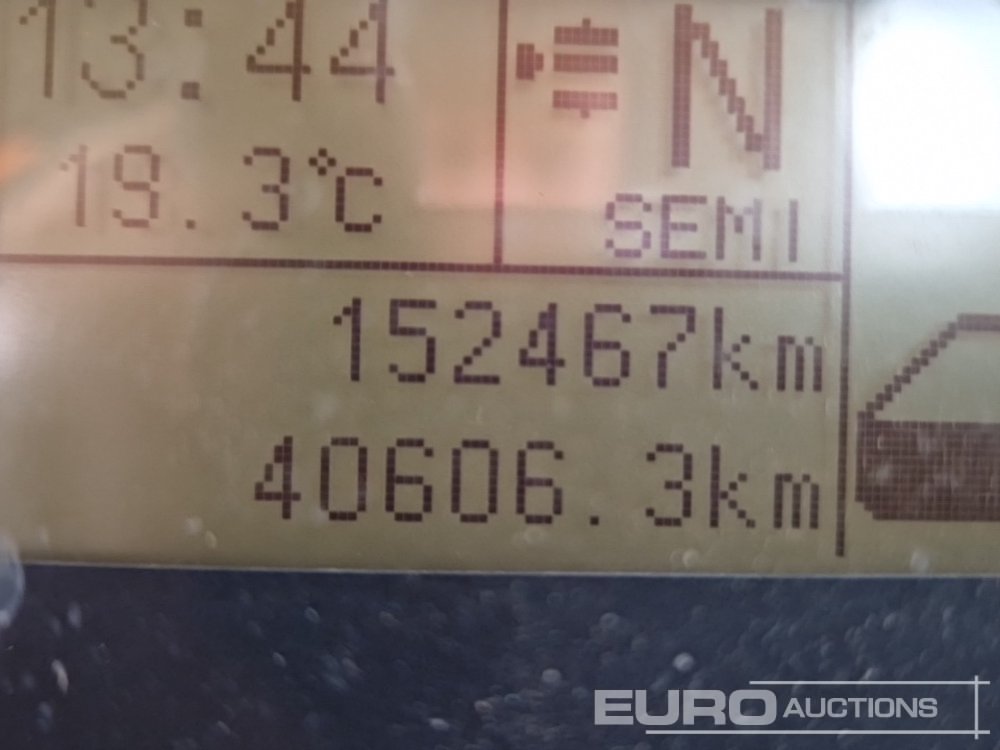 13:44
N
19.3°C
SEMI
152467km
40606.3km
EURO AUCTIONS